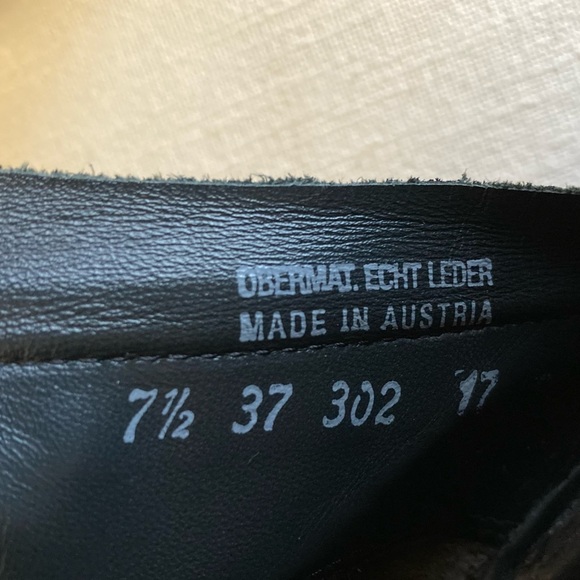 OBERMAT. ECHT LEDER
MADE IN AUSTRIA
7½ 37 302 17